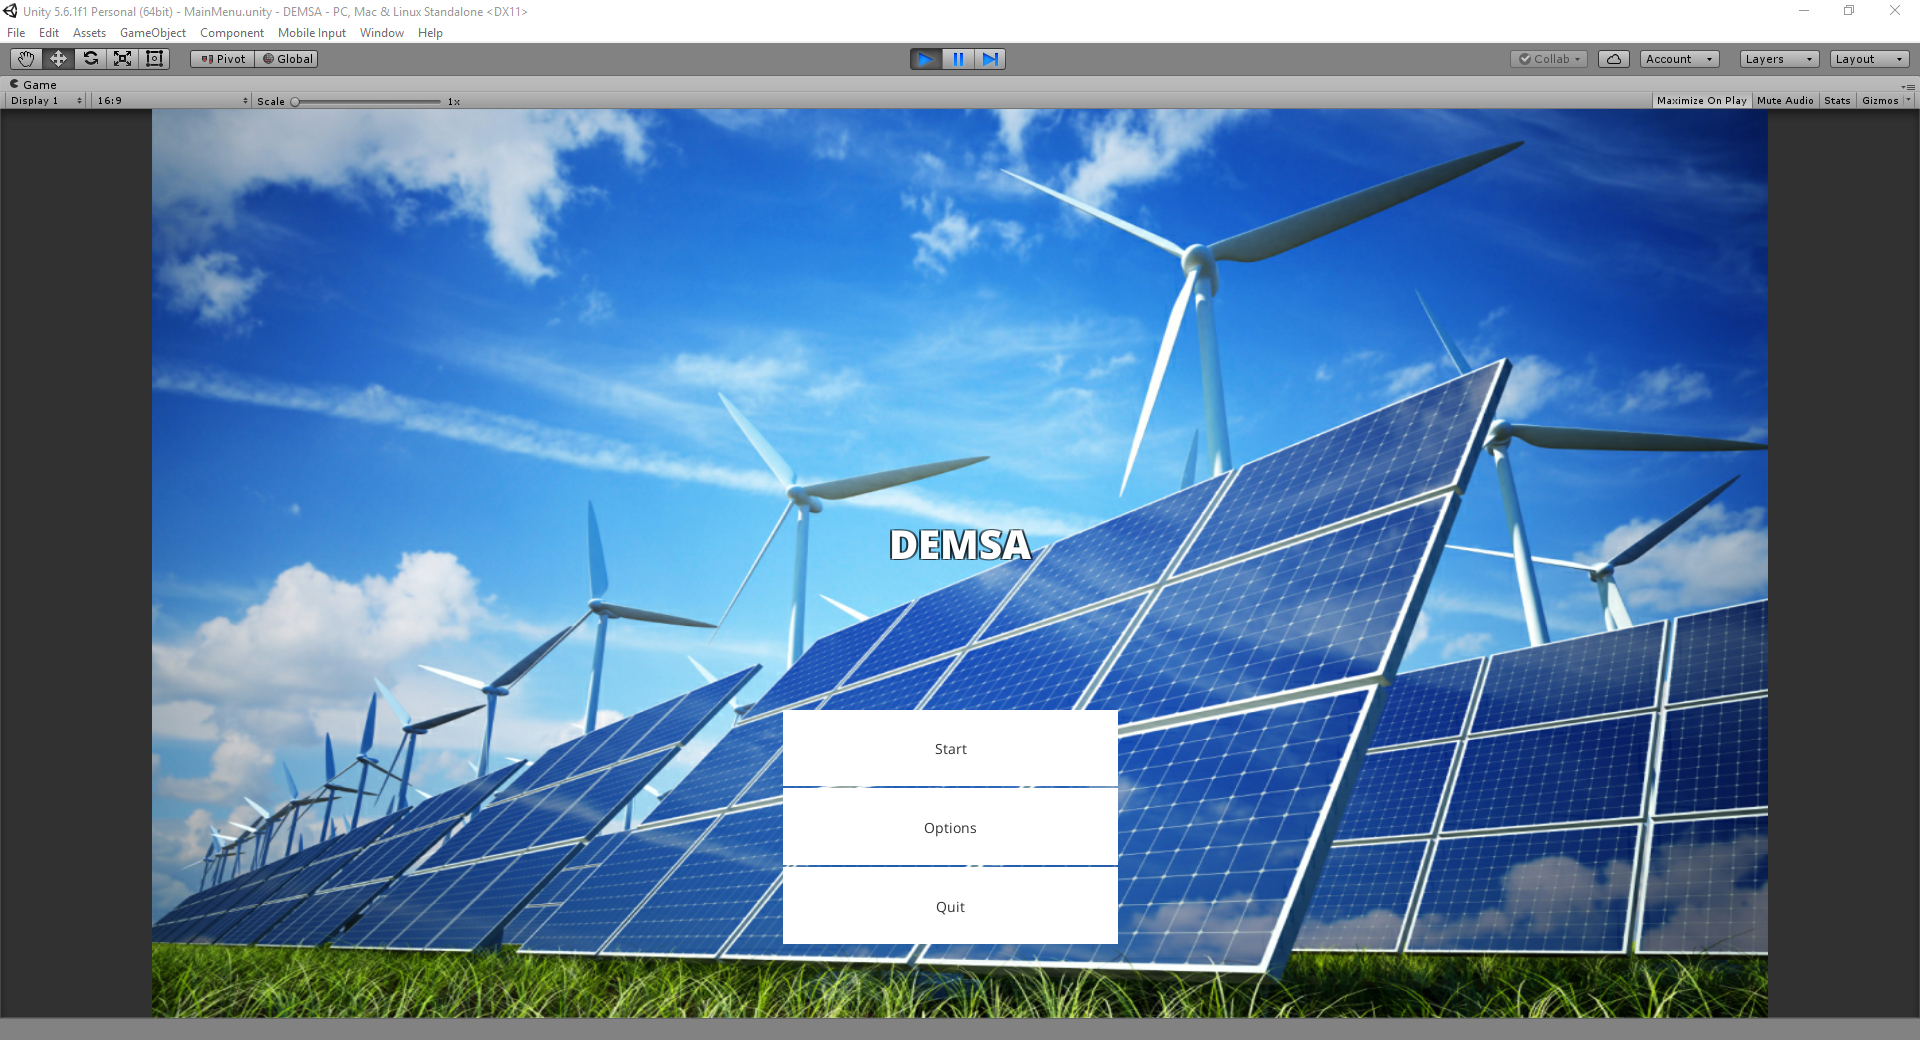 Unity 5.6.1f1 Personal (64bit) - MainMenu.unity - DEMSA - PC, Mac & Linux Standalone <DX11>
File Edit Assets GameObject Component Mobile Input Window Help
Pivot Global Collab Account Layers Layout
Game
Display 1 16:9 Scale 1x Maximize On Play Mute Audio Stats Gizmos
DEMSA
Start
Options
Quit